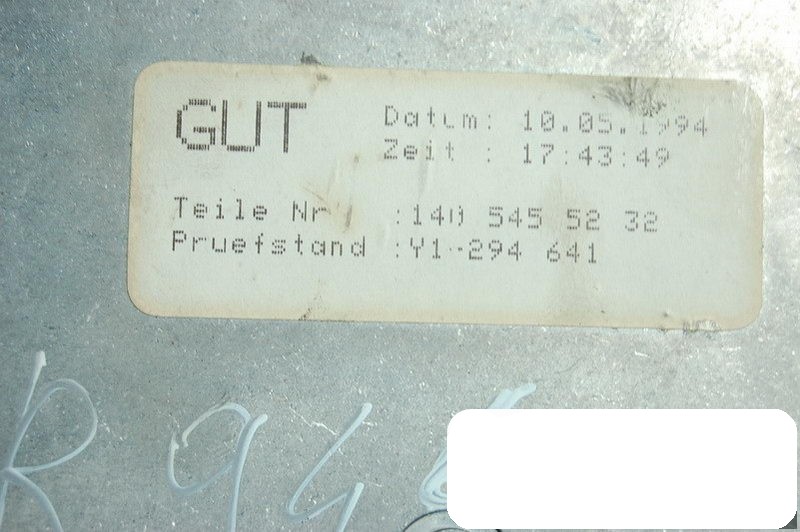 GUT
Datum: 10.05.1994
Zeit : 17:43:49
Teile Nr :140 545 52 32
Pruefstand :Y1-294 641
R 94